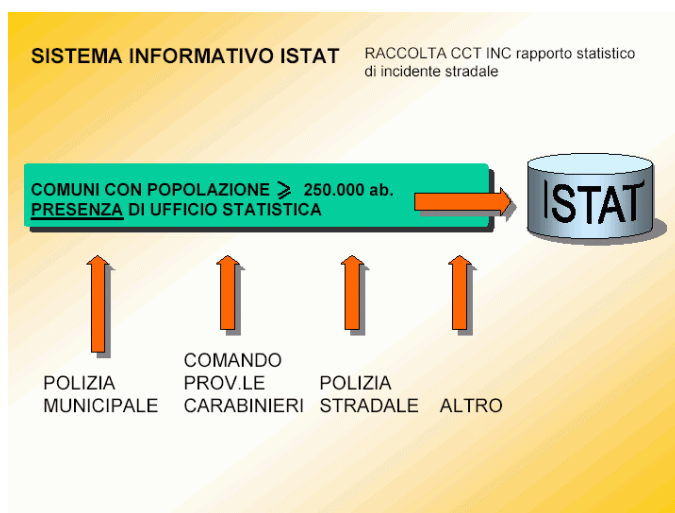 SISTEMA INFORMATIVO ISTAT
RACCOLTA CCT INC rapporto statistico
di incidente stradale
COMUNI CON POPOLAZIONE ⩾ 250.000 ab.
PRESENZA DI UFFICIO STATISTICA
ISTAT
POLIZIA
MUNICIPALE
COMANDO
PROV.LE
CARABINIERI
POLIZIA
STRADALE
ALTRO